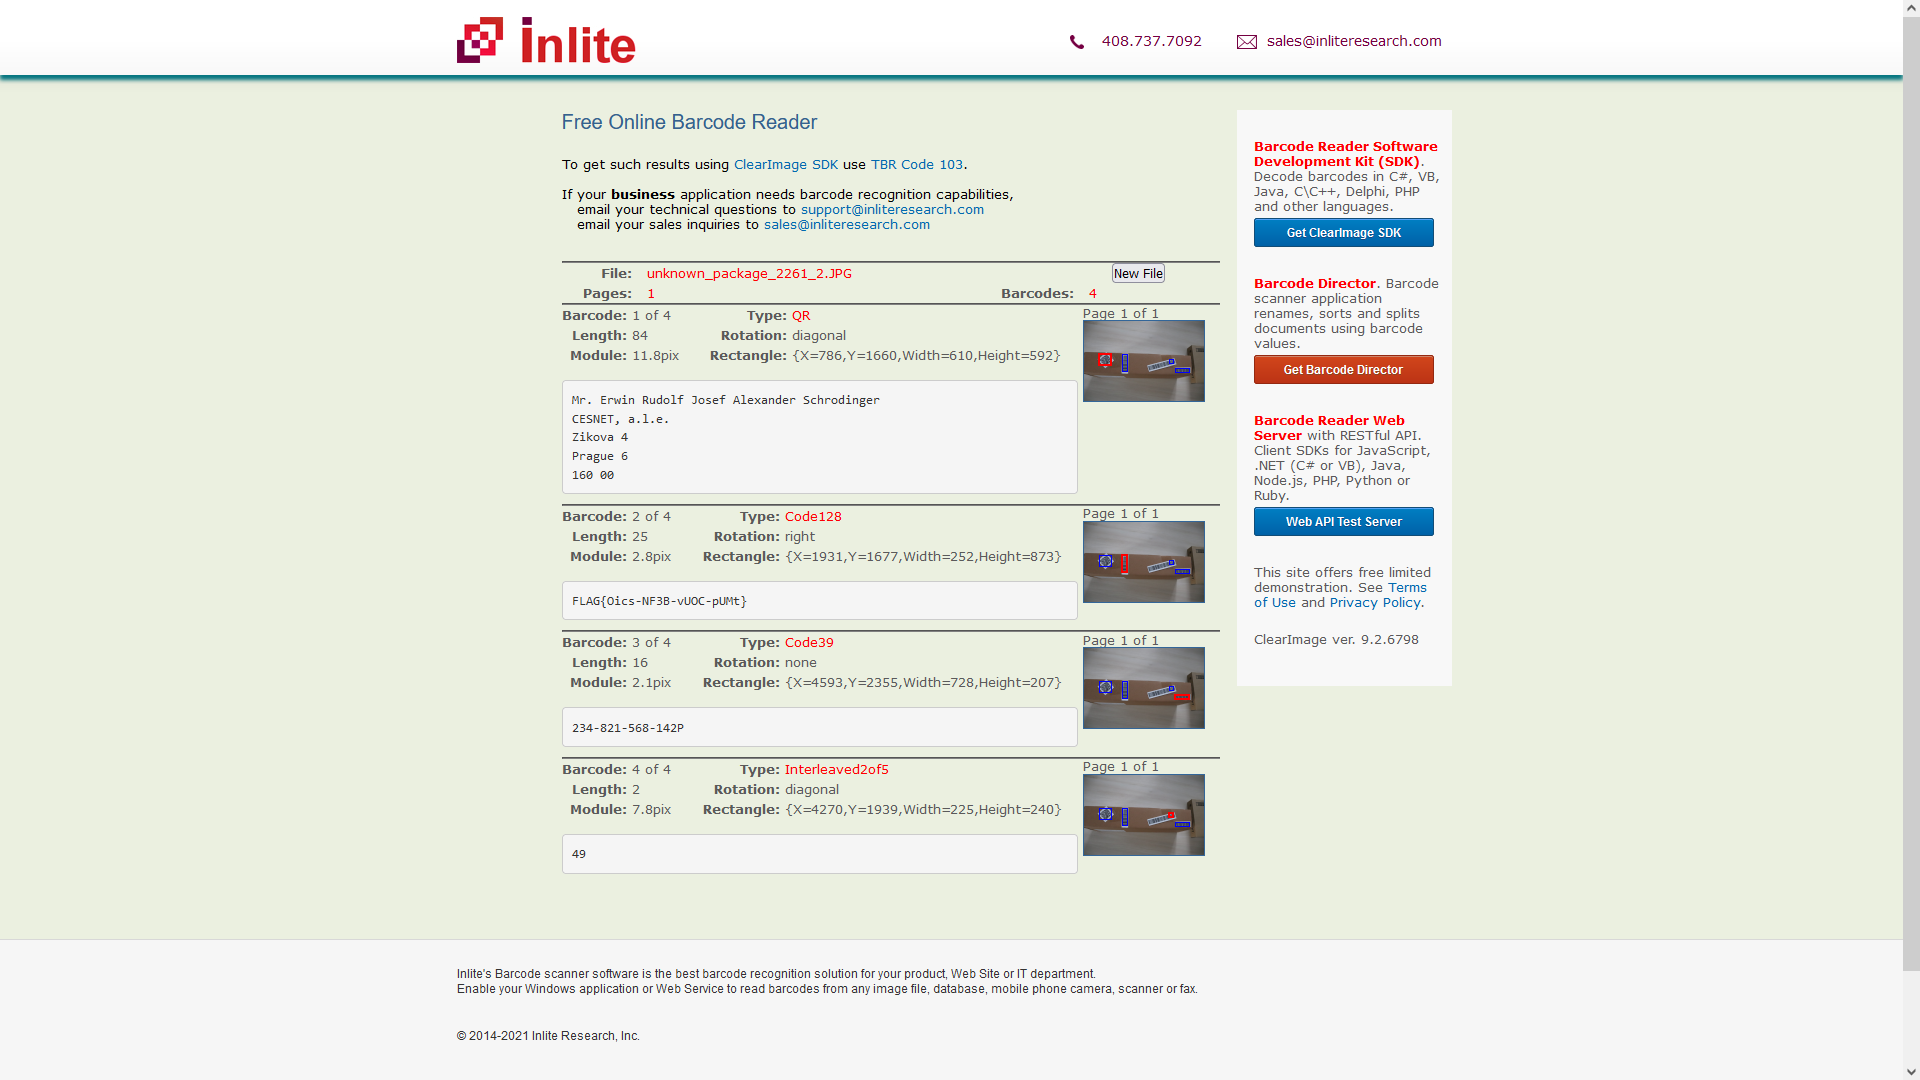 inlite
408.737.7092
sales@inliteresearch.com
Free Online Barcode Reader
To get such results using ClearImage SDK use TBR Code 103.
If your business application needs barcode recognition capabilities,
email your technical questions to support@inliteresearch.com
email your sales inquiries to sales@inliteresearch.com
File: unknown_package_2261_2.JPG
New File
Pages: 1
Barcodes: 4
Barcode: 1 of 4 Type: QR
Length: 84 Rotation: diagonal
Module: 11.8pix Rectangle: {X=786,Y=1660,Width=610,Height=592}
Page 1 of 1
Mr. Erwin Rudolf Josef Alexander Schrodinger
CESNET, a.l.e.
Zikova 4
Prague 6
160 00
Barcode: 2 of 4 Type: Code128
Length: 25 Rotation: right
Module: 2.8pix Rectangle: {X=1931,Y=1677,Width=252,Height=873}
Page 1 of 1
FLAG{Oics-NF3B-vUOC-pUMt}
Barcode: 3 of 4 Type: Code39
Length: 16 Rotation: none
Module: 2.1pix Rectangle: {X=4593,Y=2355,Width=728,Height=207}
Page 1 of 1
234-821-568-142P
Barcode: 4 of 4 Type: Interleaved2of5
Length: 2 Rotation: diagonal
Module: 7.8pix Rectangle: {X=4270,Y=1939,Width=225,Height=240}
Page 1 of 1
49
Barcode Reader Software
Development Kit (SDK).
Decode barcodes in C#, VB,
Java, C\C++, Delphi, PHP
and other languages.
Get ClearImage SDK
Barcode Director. Barcode
scanner application
renames, sorts and splits
documents using barcode
values.
Get Barcode Director
Barcode Reader Web
Server with RESTful API.
Client SDKs for JavaScript,
.NET (C# or VB), Java,
Node.js, PHP, Python or
Ruby.
Web API Test Server
This site offers free limited
demonstration. See Terms
of Use and Privacy Policy.
ClearImage ver. 9.2.6798
Inlite's Barcode scanner software is the best barcode recognition solution for your product, Web Site or IT department.
Enable your Windows application or Web Service to read barcodes from any image file, database, mobile phone camera, scanner or fax.
© 2014-2021 Inlite Research, Inc.